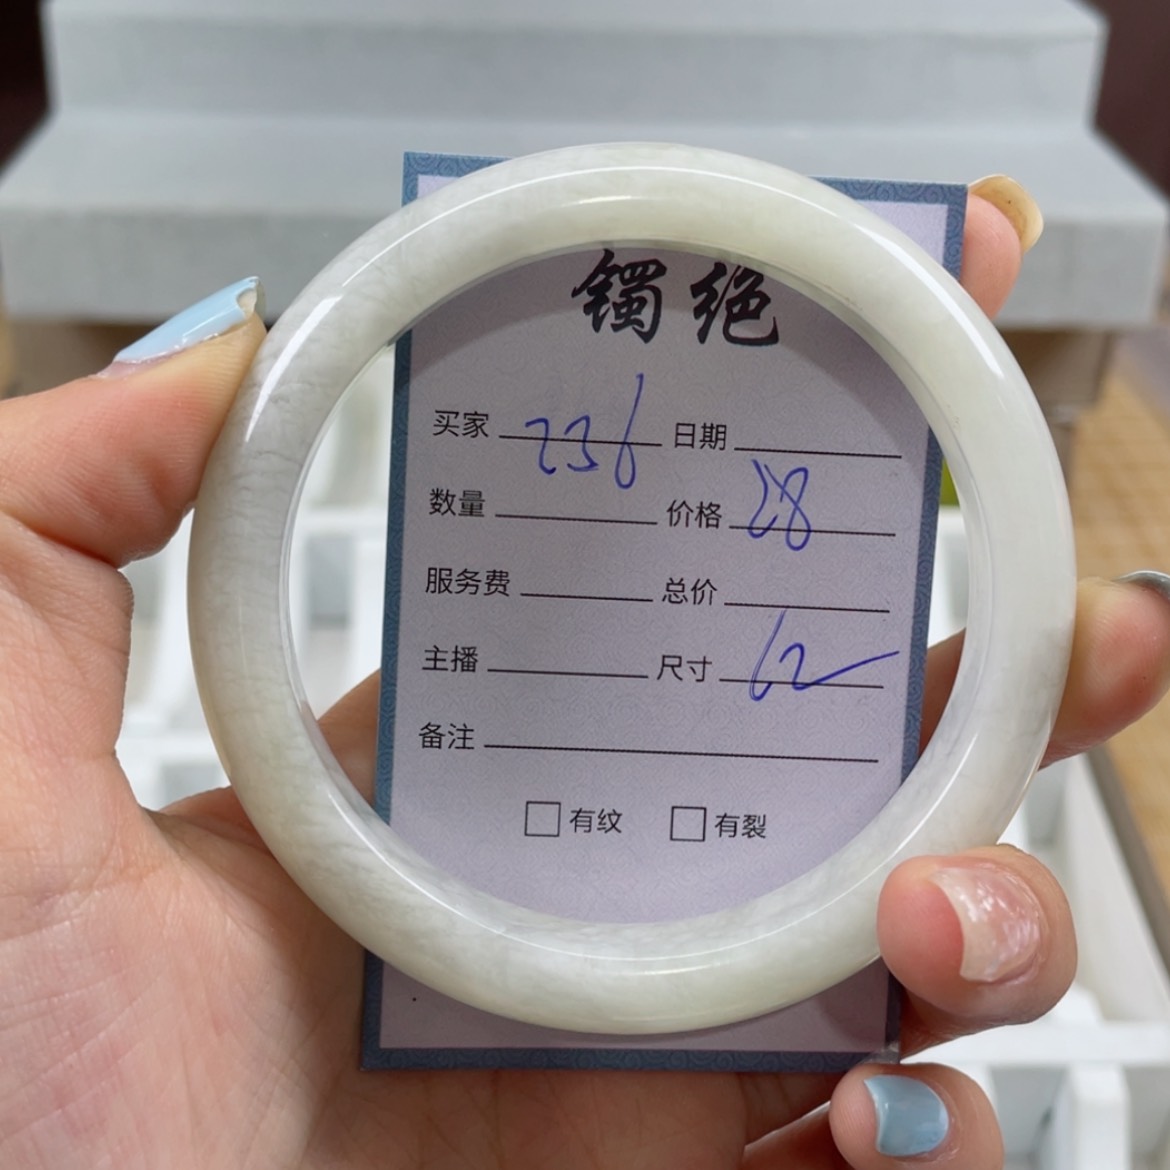 镯绝
买家 236 日期
数量 价格 28
服务费 总价
主播 尺寸 62
备注
有纹 有裂